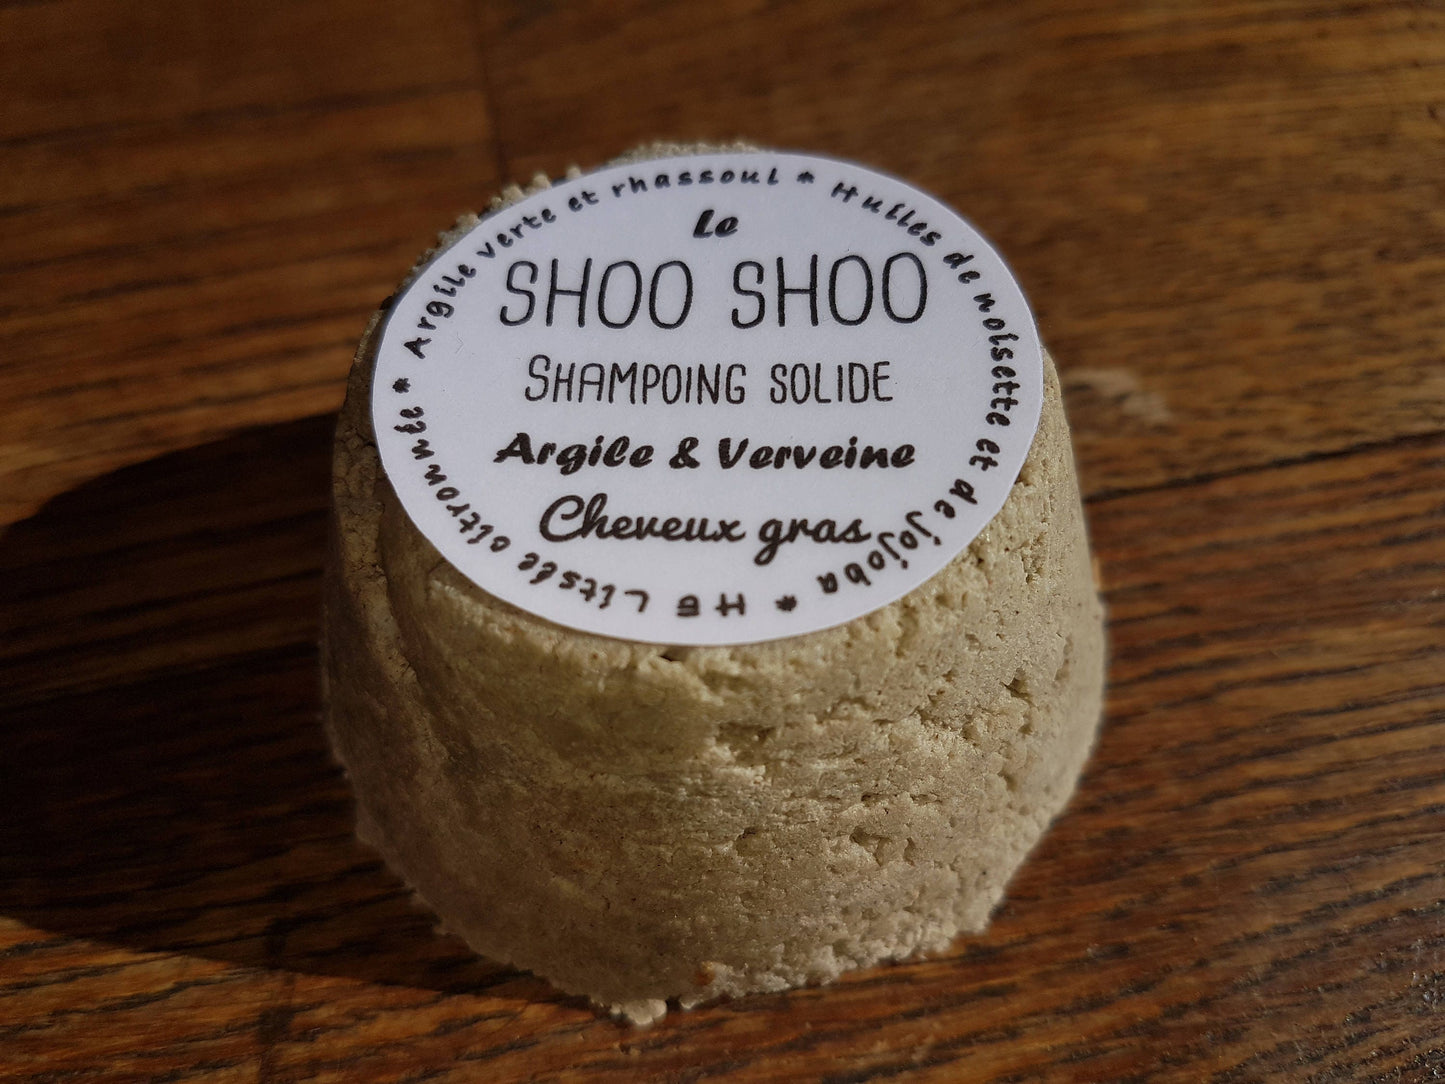 Le
SHOO SHOO
SHAMPOING SOLIDE
Argile & Verveine
Cheveux gras
* Argile verte et rhassoul * Huiles de noisette et de jojoba * HE Litsée citronnée